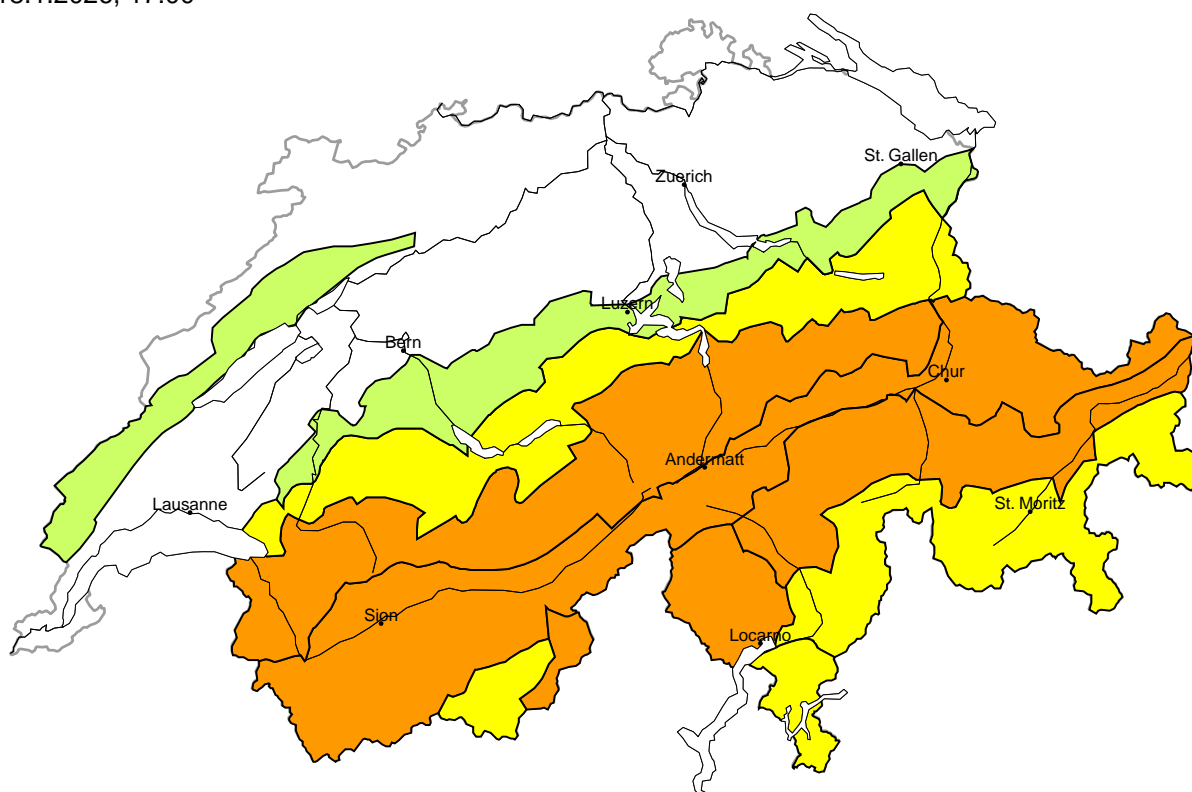 St. Gallen
Zuerich
Luzern
Bern
Chur
Andermatt
Lausanne
St. Moritz
Sion
Locarno